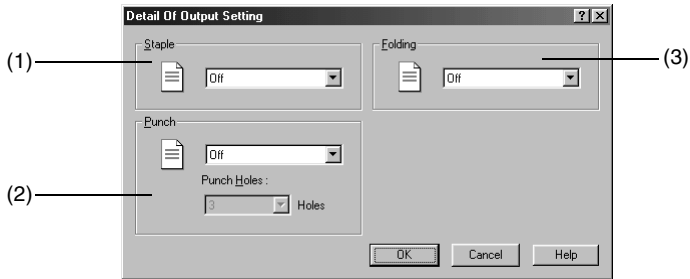 Detail Of Output Setting
(1)
Staple
Off
Folding
Off
(3)
Punch
Off
Punch Holes :
3 Holes
(2)
OK Cancel Help